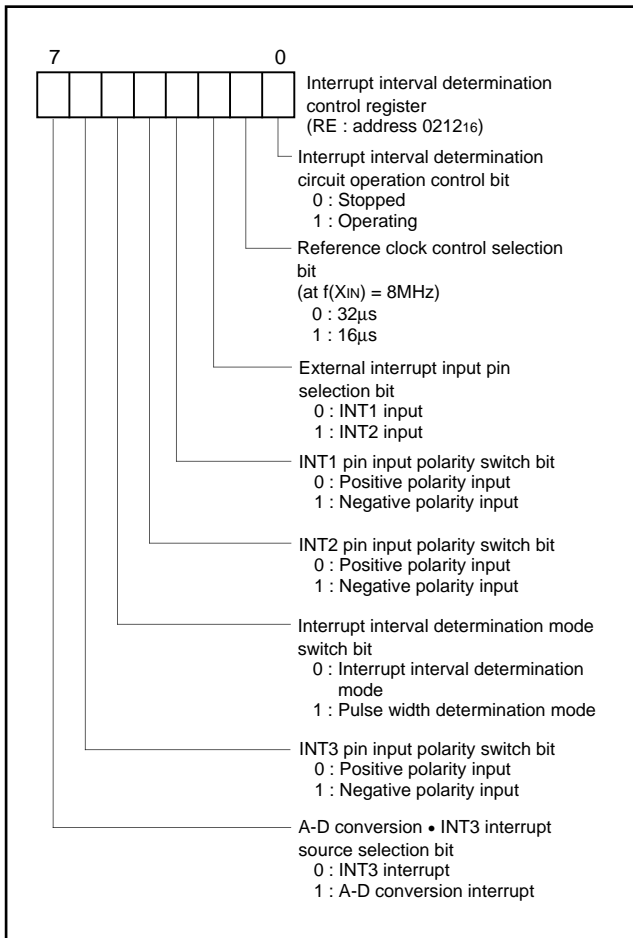 7 0
Interrupt interval determination
control register
(RE : address 021216)
Interrupt interval determination
circuit operation control bit
0 : Stopped
1 : Operating
Reference clock control selection
bit
(at f(XIN) = 8MHz)
0 : 32µs
1 : 16µs
External interrupt input pin
selection bit
0 : INT1 input
1 : INT2 input
INT1 pin input polarity switch bit
0 : Positive polarity input
1 : Negative polarity input
INT2 pin input polarity switch bit
0 : Positive polarity input
1 : Negative polarity input
Interrupt interval determination mode
switch bit
0 : Interrupt interval determination
mode
1 : Pulse width determination mode
INT3 pin input polarity switch bit
0 : Positive polarity input
1 : Negative polarity input
A-D conversion • INT3 interrupt
source selection bit
0 : INT3 interrupt
1 : A-D conversion interrupt